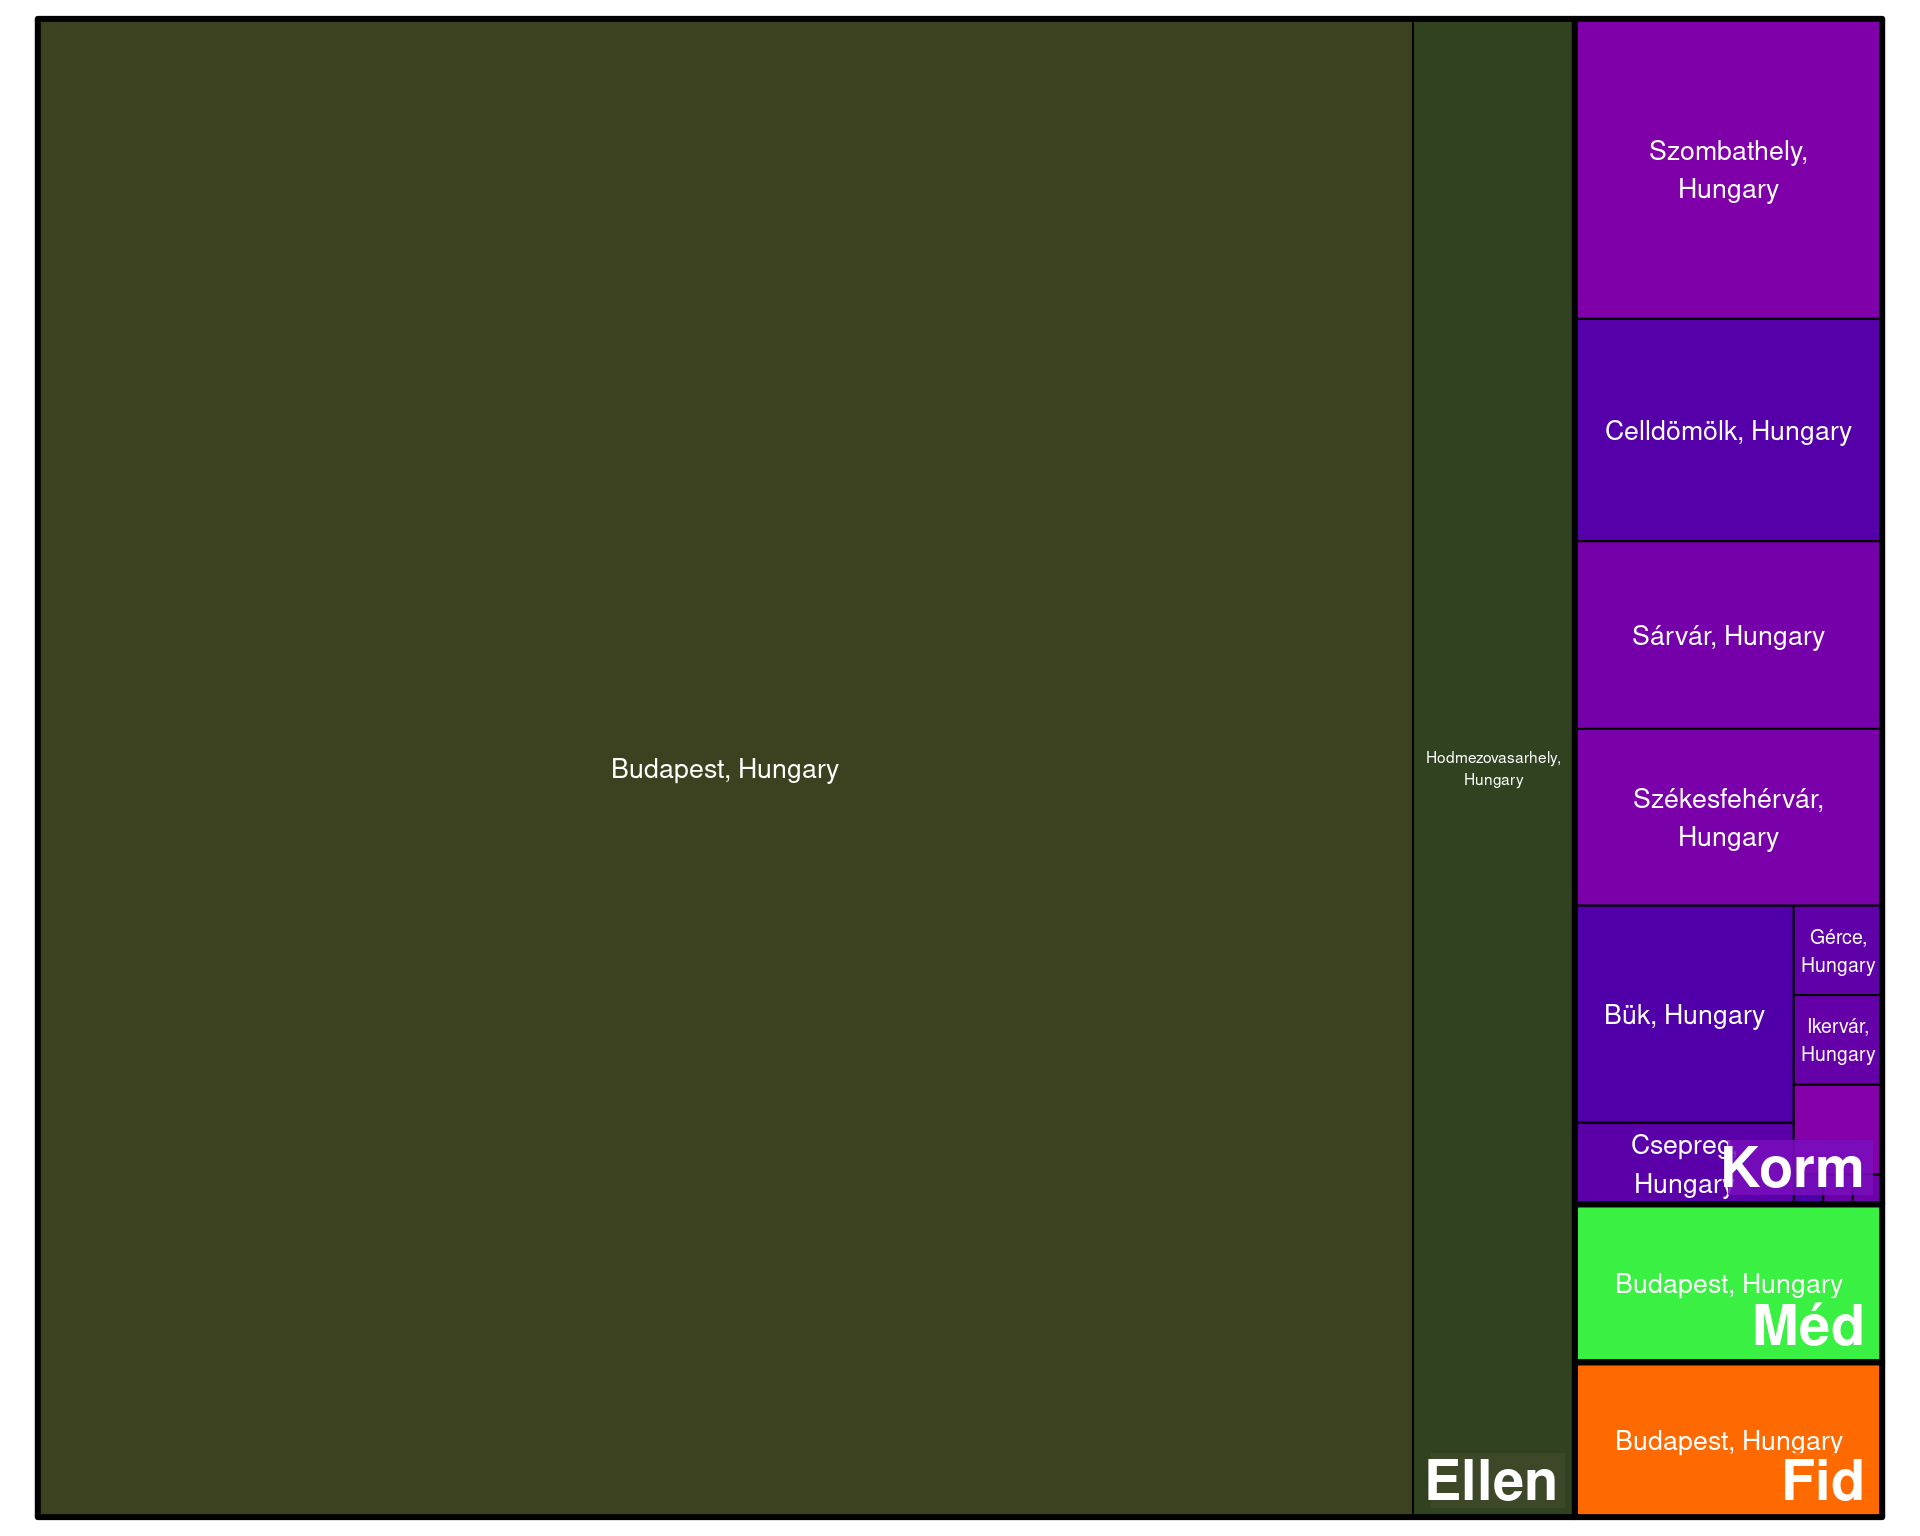 Budapest, Hungary
Hodmezovasarhely,
Hungary
Ellen
Szombathely,
Hungary
Celldömölk, Hungary
Sárvár, Hungary
Székesfehérvár,
Hungary
Bük, Hungary
Gérce,
Hungary
Ikervár,
Hungary
Csepreg
Hungary
Korm
Budapest, Hungary
Méd
Budapest, Hungary
Fid